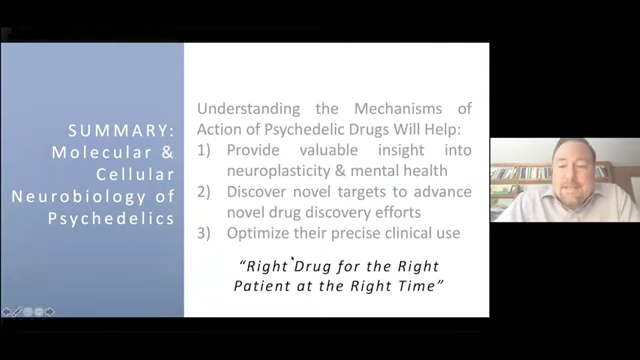 SUMMARY:
Molecular &
Cellular
Neurobiology of
Psychedelics
Understanding the Mechanisms of
Action of Psychedelic Drugs Will Help:
1) Provide valuable insight into
neuroplasticity & mental health
2) Discover novel targets to advance
novel drug discovery efforts
3) Optimize their precise clinical use
“Right Drug for the Right
Patient at the Right Time”